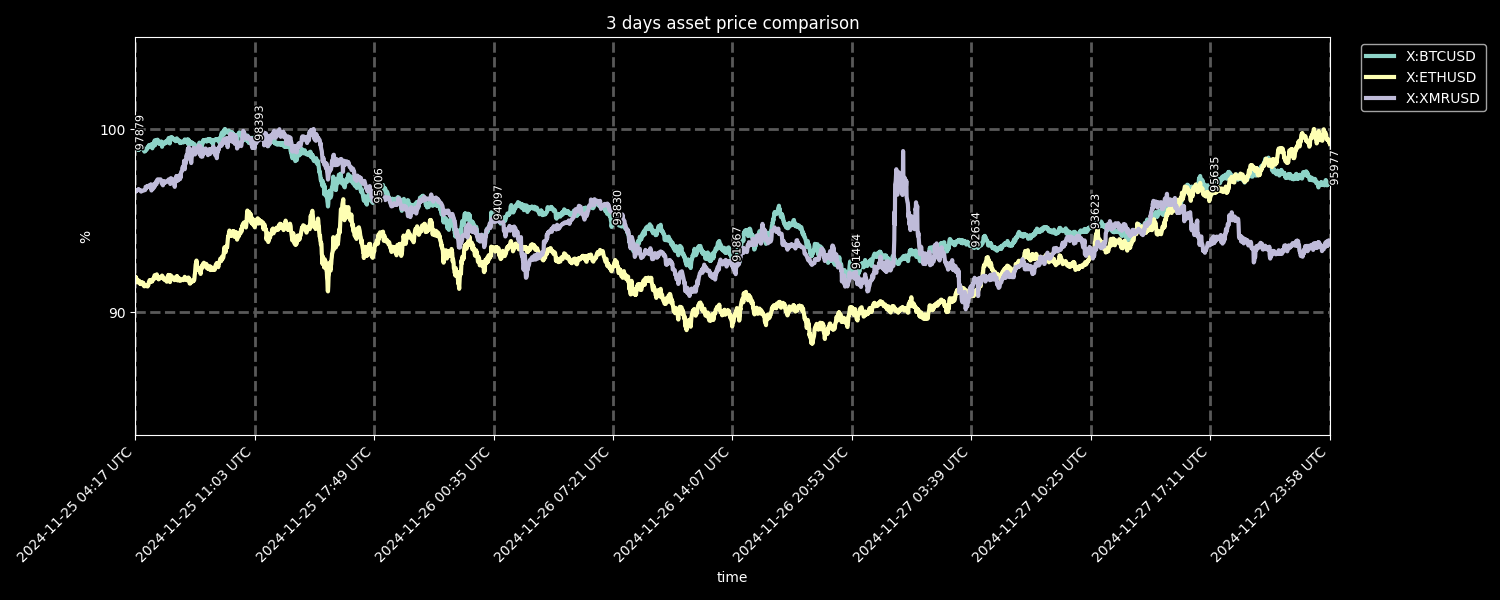 3 days asset price comparison
X:BTCUSD
X:ETHUSD
X:XMRUSD
100
90
%
97879
98393
95006
94097
93830
91867
91464
92634
93623
95635
95977
2024-11-25 04:17 UTC
2024-11-25 11:03 UTC
2024-11-25 17:49 UTC
2024-11-26 00:35 UTC
2024-11-26 07:21 UTC
2024-11-26 14:07 UTC
2024-11-26 20:53 UTC
2024-11-27 03:39 UTC
2024-11-27 10:25 UTC
2024-11-27 17:11 UTC
2024-11-27 23:58 UTC
time